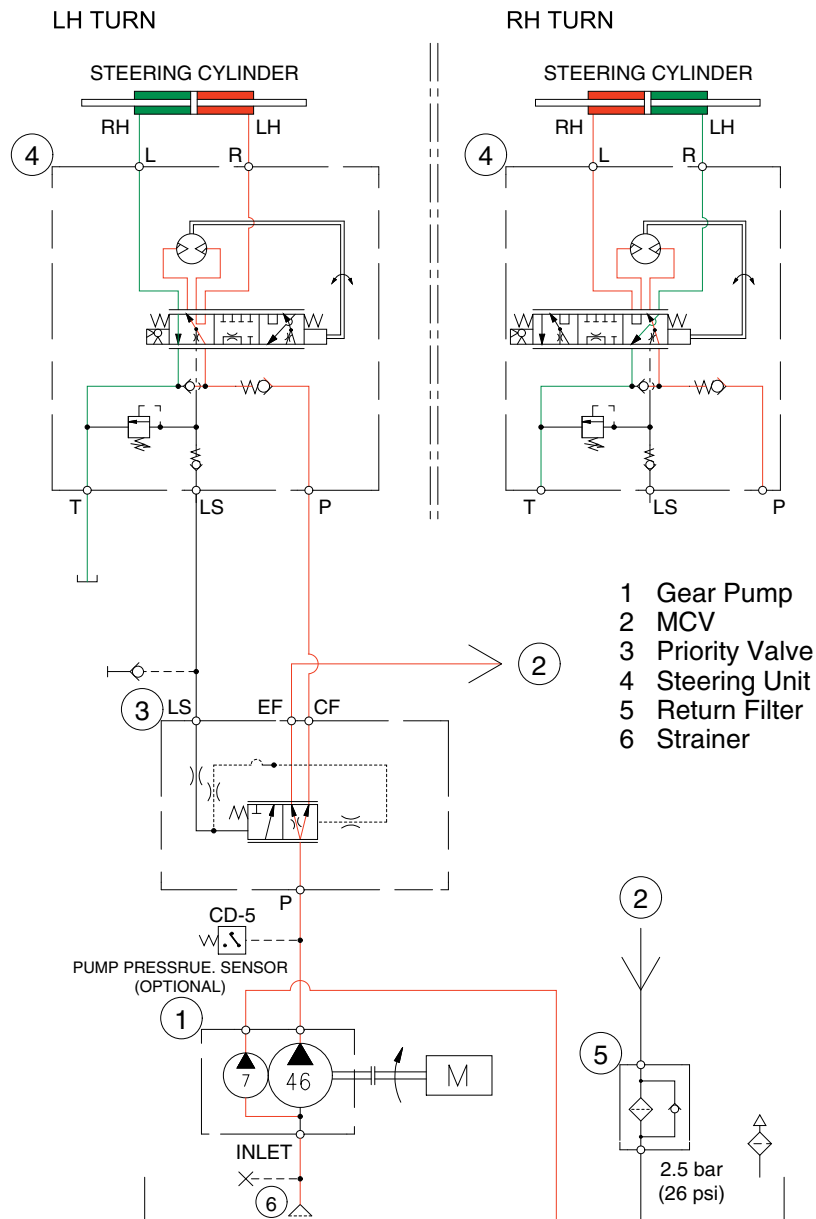 LH TURN
RH TURN
STEERING CYLINDER
STEERING CYLINDER
RH
LH
RH
LH
4
L
R
4
L
R
T
LS
P
T
LS
P
1 Gear Pump
2 MCV
3 Priority Valve
4 Steering Unit
5 Return Filter
6 Strainer
2
3
LS
EF
CF
P
2
CD-5
PUMP PRESSRUE. SENSOR
(OPTIONAL)
1
5
7
46
M
INLET
6
2.5 bar
(26 psi)